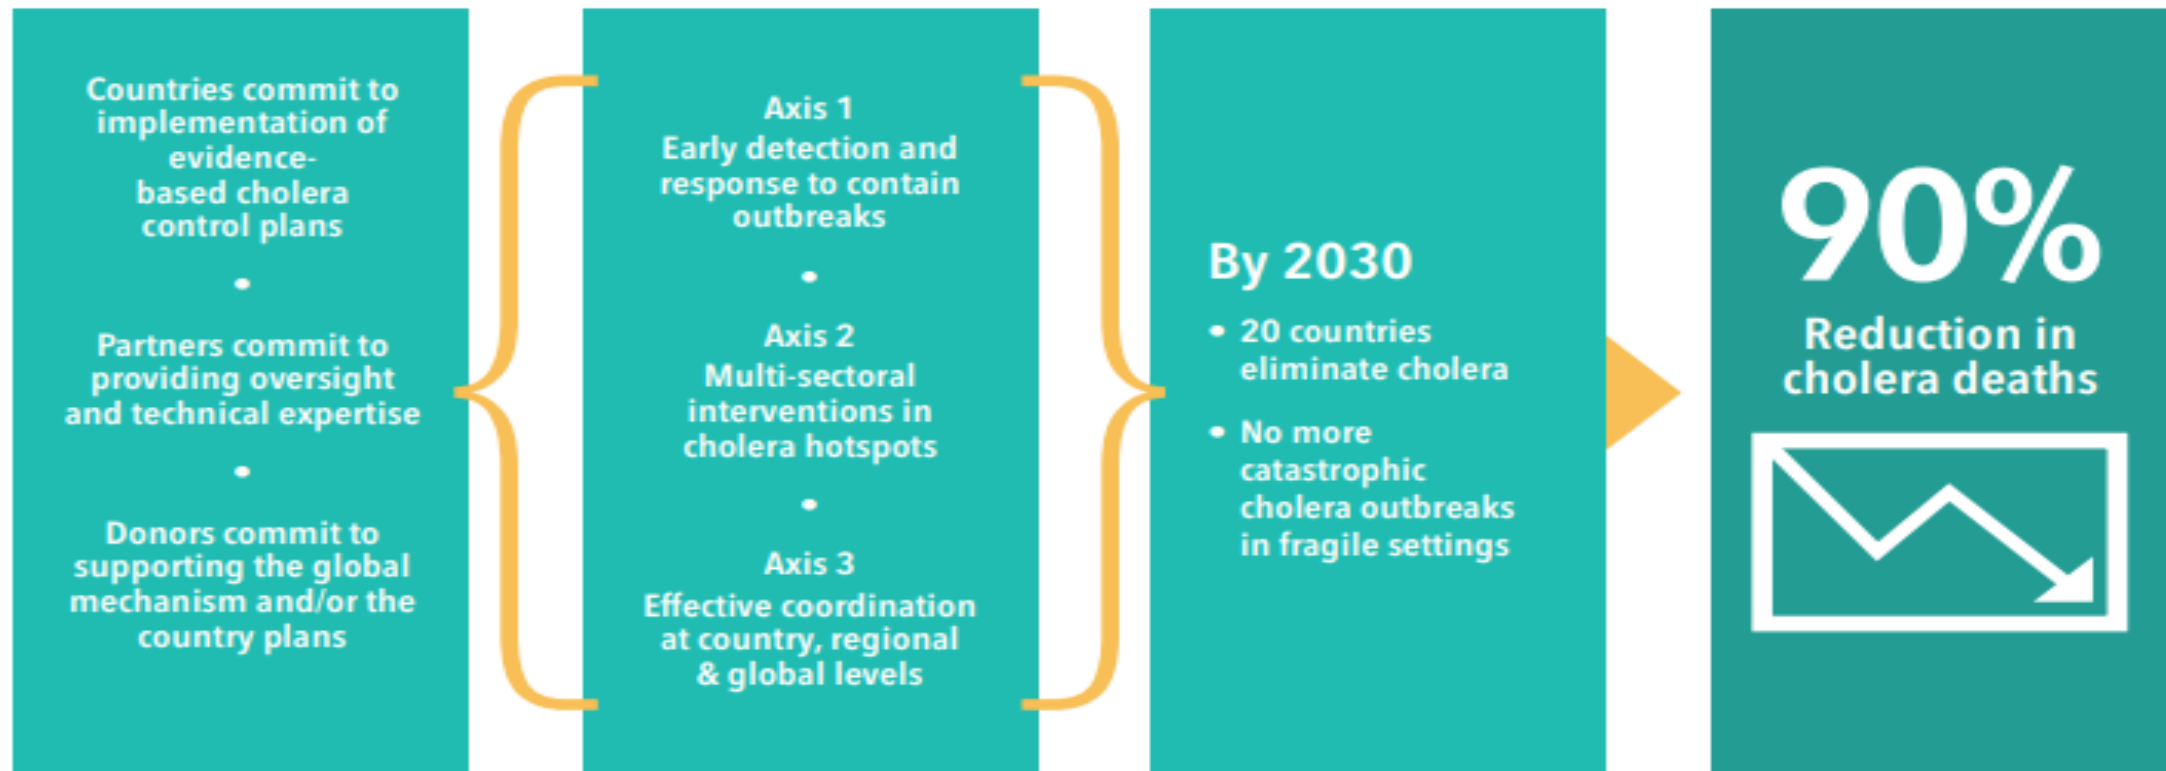 Countries commit to
implementation of
evidence-
based cholera
control plans
•
Partners commit to
providing oversight
and technical expertise
•
Donors commit to
supporting the global
mechanism and/or the
country plans
Axis 1
Early detection and
response to contain
outbreaks
•
Axis 2
Multi-sectoral
interventions in
cholera hotspots
•
Axis 3
Effective coordination
at country, regional
& global levels
By 2030
• 20 countries
eliminate cholera
• No more
catastrophic
cholera outbreaks
in fragile settings
90%
Reduction in
cholera deaths